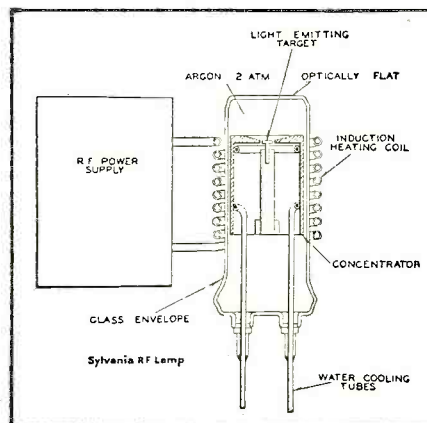 LIGHT EMITTING
TARGET
ARGON 2 ATM
OPTICALLY FLAT
R.F. POWER
SUPPLY
INDUCTION
HEATING COIL
CONCENTRATOR
GLASS ENVELOPE
Sylvania RF Lamp
WATER COOLING
TUBES